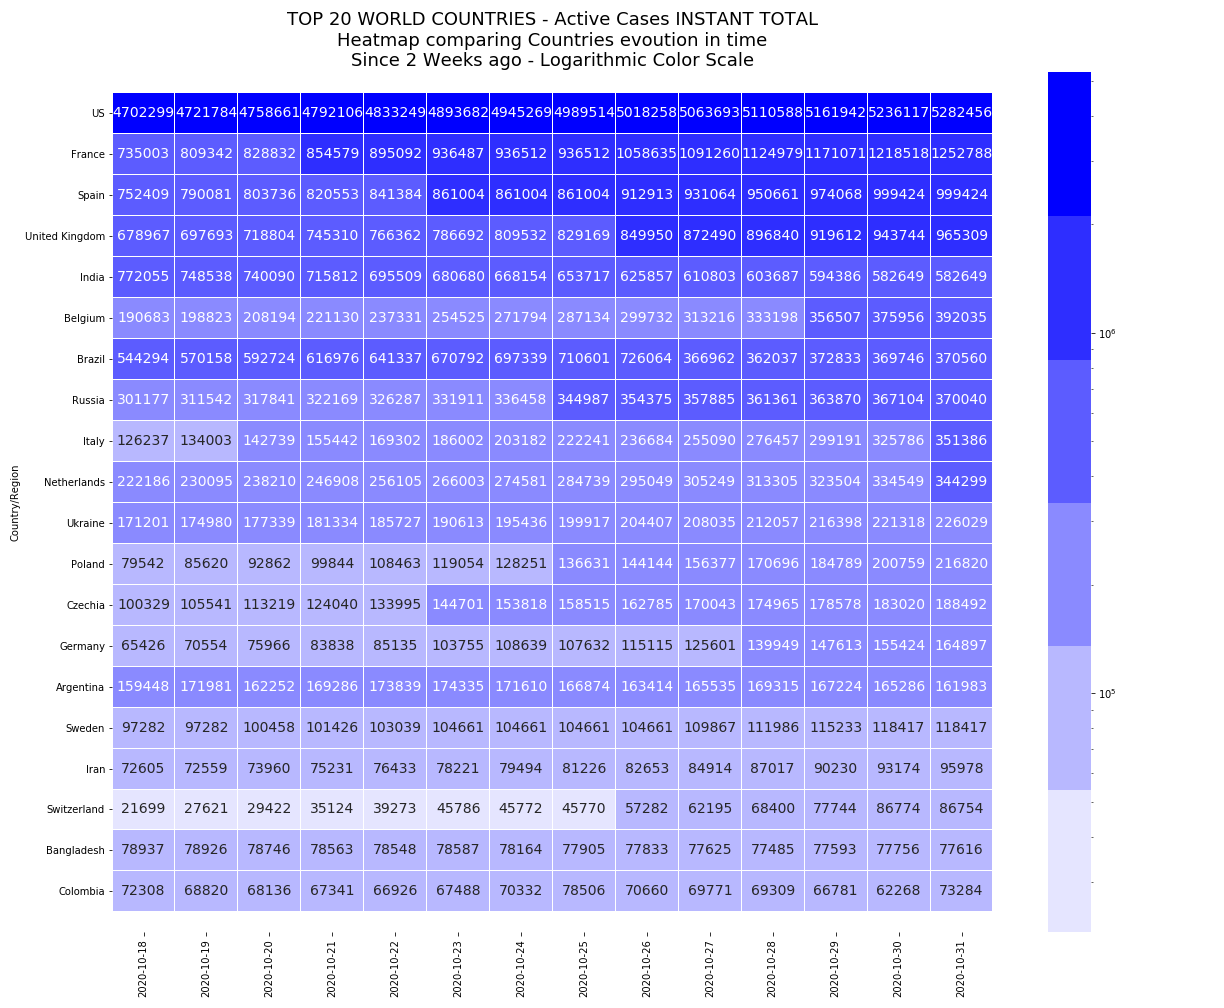 TOP 20 WORLD COUNTRIES - Active Cases INSTANT TOTAL
Heatmap comparing Countries evoution in time
Since 2 Weeks ago - Logarithmic Color Scale
US 4702299 4721784 4758661 4792106 4833249 4893682 4945269 4989514 5018258 5063693 5110588 5161942 5236117 5282456
France 735003 809342 828832 854579 895092 936487 936512 936512 1058635 1091260 1124979 1171071 1218518 1252788
Spain 752409 790081 803736 820553 841384 861004 861004 861004 912913 931064 950661 974068 999424 999424
United Kingdom 678967 697693 718804 745310 766362 786692 809532 829169 849950 872490 896840 919612 943744 965309
India 772055 748538 740090 715812 695509 680680 668154 653717 625857 610803 603687 594386 582649 582649
Belgium 190683 198823 208194 221130 237331 254525 271794 287134 299732 313216 333198 356507 375956 392035
Brazil 544294 570158 592724 616976 641337 670792 697339 710601 726064 366962 362037 372833 369746 370560
Russia 301177 311542 317841 322169 326287 331911 336458 344987 354375 357885 361361 363870 367104 370040
Italy 126237 134003 142739 155442 169302 186002 203182 222241 236684 255090 276457 299191 325786 351386
Netherlands 222186 230095 238210 246908 256105 266003 274581 284739 295049 305249 313305 323504 334549 344299
Ukraine 171201 174980 177339 181334 185727 190613 195436 199917 204407 208035 212057 216398 221318 226029
Poland 79542 85620 92862 99844 108463 119054 128251 136631 144144 156377 170696 184789 200759 216820
Czechia 100329 105541 113219 124040 133995 144701 153818 158515 162785 170043 174965 178578 183020 188492
Germany 65426 70554 75966 83838 85135 103755 108639 107632 115115 125601 139949 147613 155424 164897
Argentina 159448 171981 162252 169286 173839 174335 171610 166874 163414 165535 169315 167224 165286 161983
Sweden 97282 97282 100458 101426 103039 104661 104661 104661 104661 109867 111986 115233 118417 118417
Iran 72605 72559 73960 75231 76433 78221 79494 81226 82653 84914 87017 90230 93174 95978
Switzerland 21699 27621 29422 35124 39273 45786 45772 45770 57282 62195 68400 77744 86774 86754
Bangladesh 78937 78926 78746 78563 78548 78587 78164 77905 77833 77625 77485 77593 77756 77616
Colombia 72308 68820 68136 67341 66926 67488 70332 78506 70660 69771 69309 66781 62268 73284
2020-10-18 2020-10-19 2020-10-20 2020-10-21 2020-10-22 2020-10-23 2020-10-24 2020-10-25 2020-10-26 2020-10-27 2020-10-28 2020-10-29 2020-10-30 2020-10-31
Country/Region
10⁶
10⁵